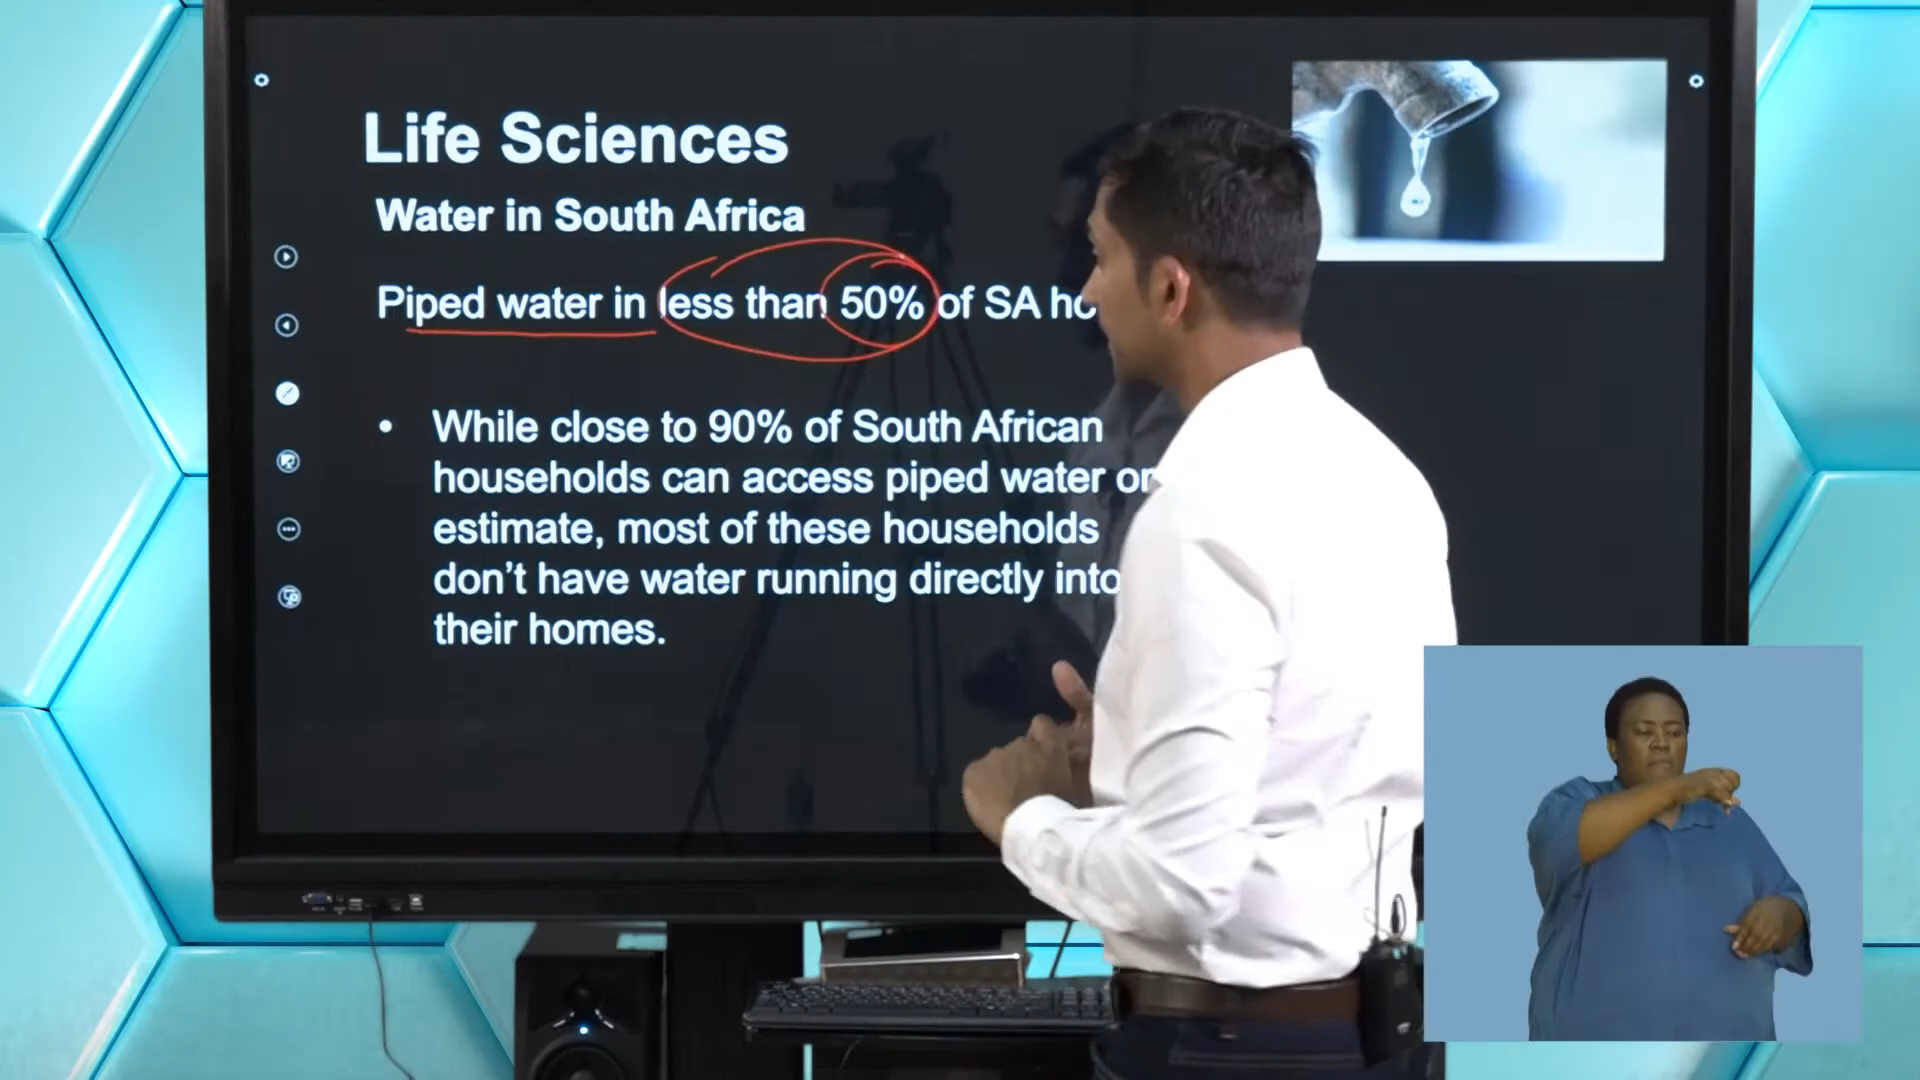 Life Sciences
Water in South Africa
Piped water in less than 50% of SA
While close to 90% of South African
households can access piped water
estimate, most of these households
don’t have water running directly into
their homes.